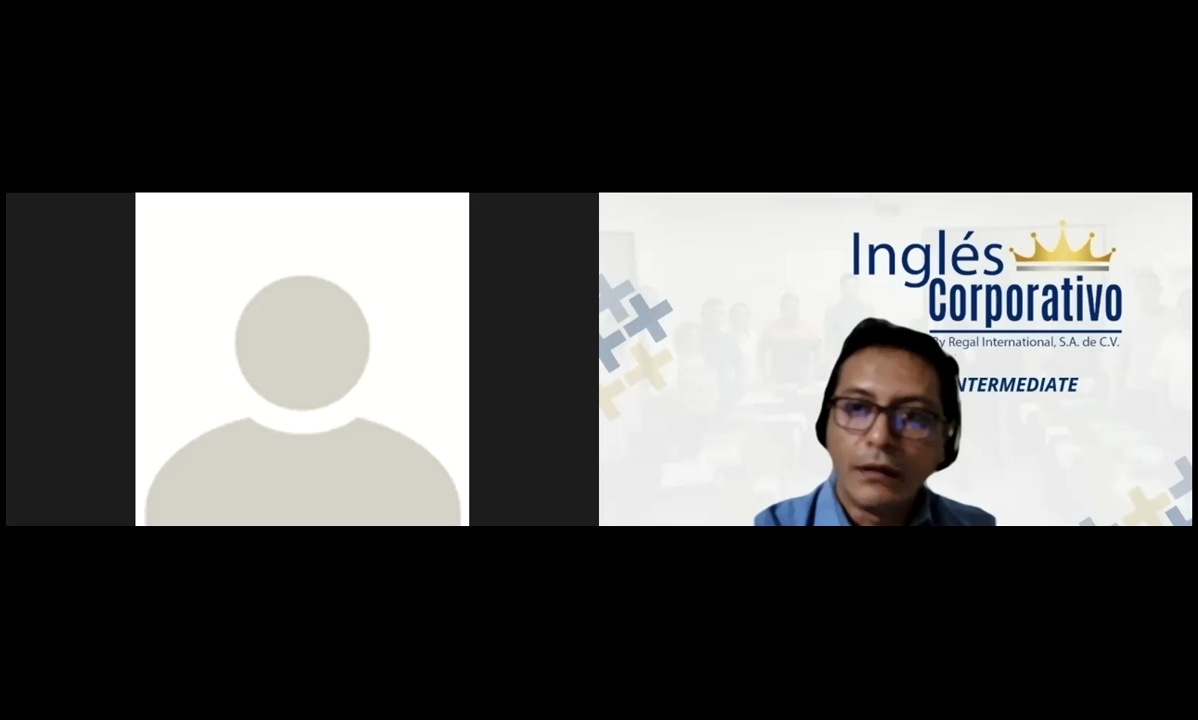 Inglés
Corporativo
By Regal International, S.A. de C.V.
INTERMEDIATE